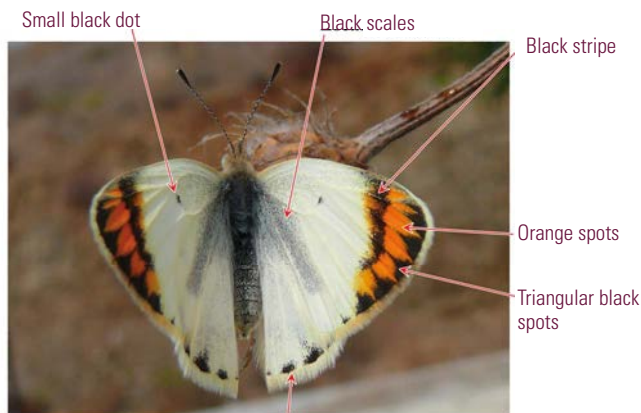 Small black dot
Black scales
Black stripe
Orange spots
Triangular black
spots